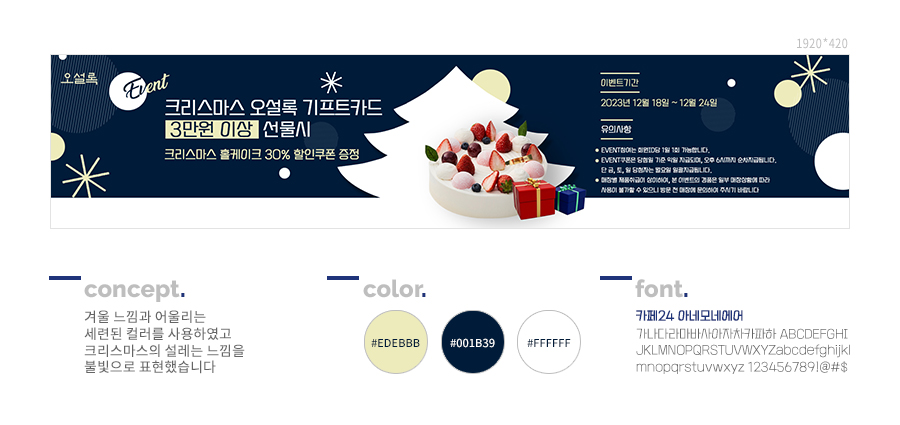 1920*420
오설록
Event
크리스마스 오설록 기프트카드
3만원 이상 선물시
크리스마스 홀케이크 30% 할인쿠폰 증정
이벤트기간
2023년 12월 18일 ~ 12월 24일
유의사항
● EVENT참여는 회원ID당 1일 1회 가능합니다.
● EVENT쿠폰은 당첨일 기준 익일 지급되며, 오후 6시까지 순차지급됩니다.
단 금, 토, 일 당첨자는 월요일 일괄지급됩니다.
● 매장별 제품취급이 상이하여, 본 이벤트의 경품은 일부 매장상황에 따라
사용이 불가할 수 있으니 방문 전 매장에 문의하여 주시기 바랍니다
concept.
겨울 느낌과 어울리는
세련된 컬러를 사용하였고
크리스마스의 설레는 느낌을
불빛으로 표현했습니다
color.
#EDEBBB
#001B39
#FFFFFF
font.
카페24 아네모네에어
가나다라마바사아자차카파하 ABCDEFGHI
JKLMNOPQRSTUVWXYZabcdefghijkl
mnopqrstuvwxyz 123456789!@#$